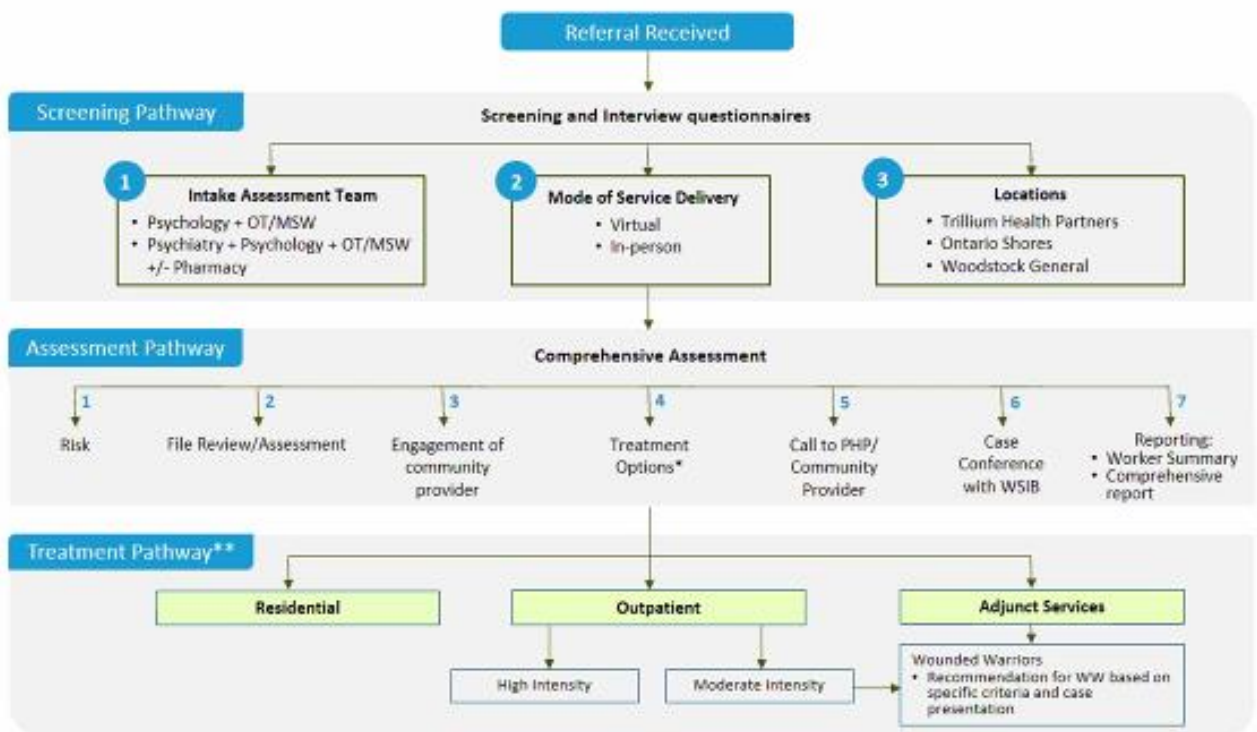 Referral Received
Screening Pathway
Screening and Interview questionnaires
1
Intake Assessment Team
• Psychology + OT/MSW
• Psychiatry + Psychology + OT/MSW
+/- Pharmacy
2
Mode of Service Delivery
• Virtual
• In-person
3
Locations
• Trillium Health Partners
• Ontario Shores
• Woodstock General
Assessment Pathway
Comprehensive Assessment
1
Risk
2
File Review/Assessment
3
Engagement of
community
provider
4
Treatment
Options*
5
Call to PHP/
Community
Provider
6
Case
Conference
with WSIB
7
Reporting:
• Worker Summary
• Comprehensive
report
Treatment Pathway**
Residential
Outpatient
Adjunct Services
High Intensity
Moderate Intensity
Wounded Warriors
• Recommendation for WW based on
specific criteria and case
presentation